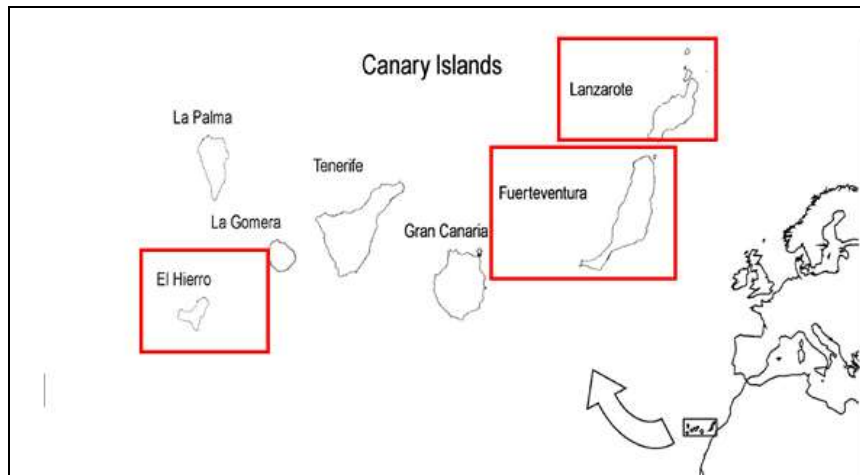 Canary Islands
Lanzarote
La Palma
Tenerife
Fuerteventura
La Gomera
Gran Canaria
El Hierro